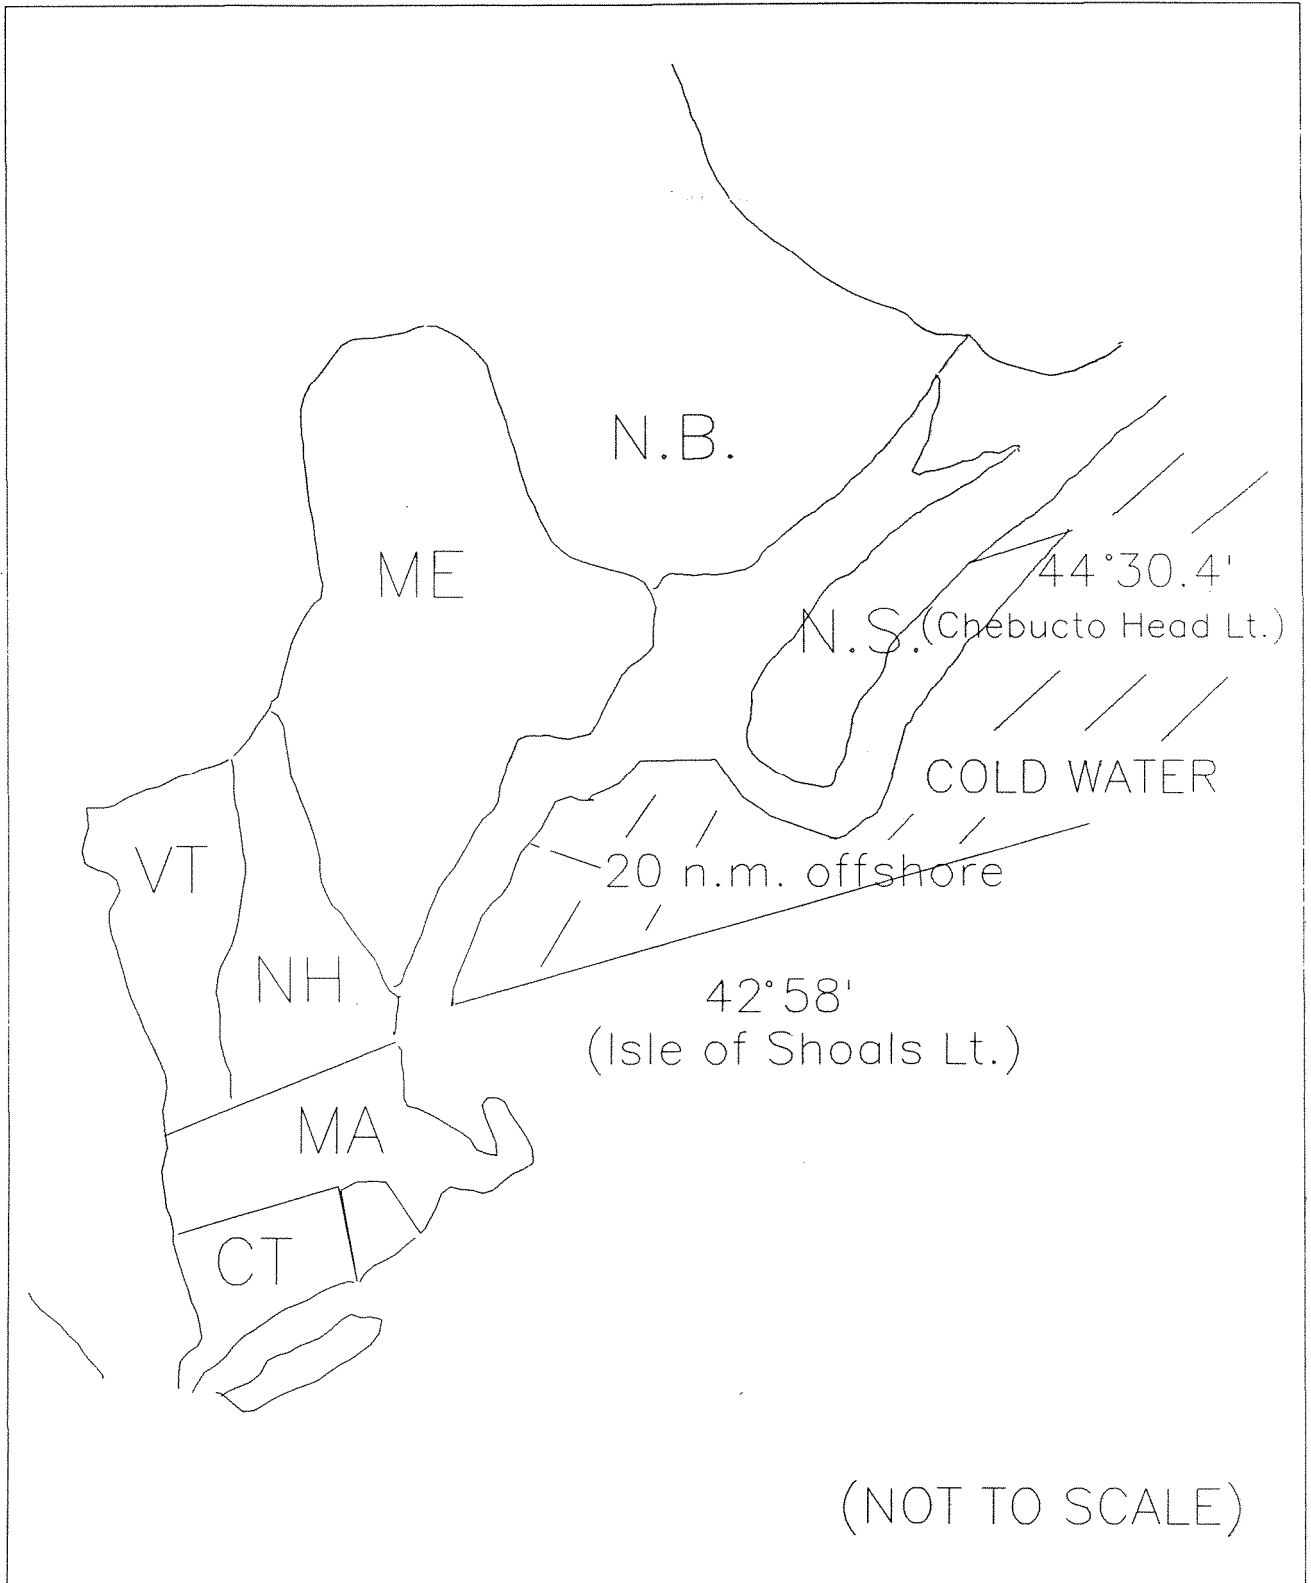 N.B.
ME
44°30.4'
N.S. (Chebucto Head Lt.)
COLD WATER
VT
20 n.m. offshore
NH
42°58'
(Isle of Shoals Lt.)
MA
CT
(NOT TO SCALE)